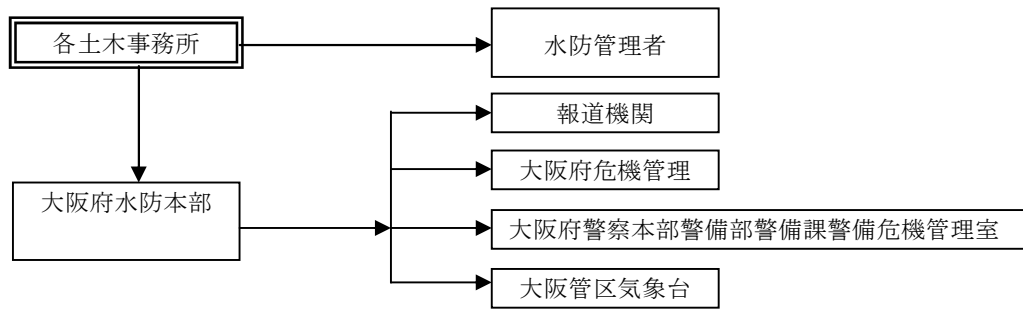 各土木事務所
水防管理者
報道機関
大阪府危機管理
大阪府水防本部
大阪府警察本部警備部警備課警備危機管理室
大阪管区気象台